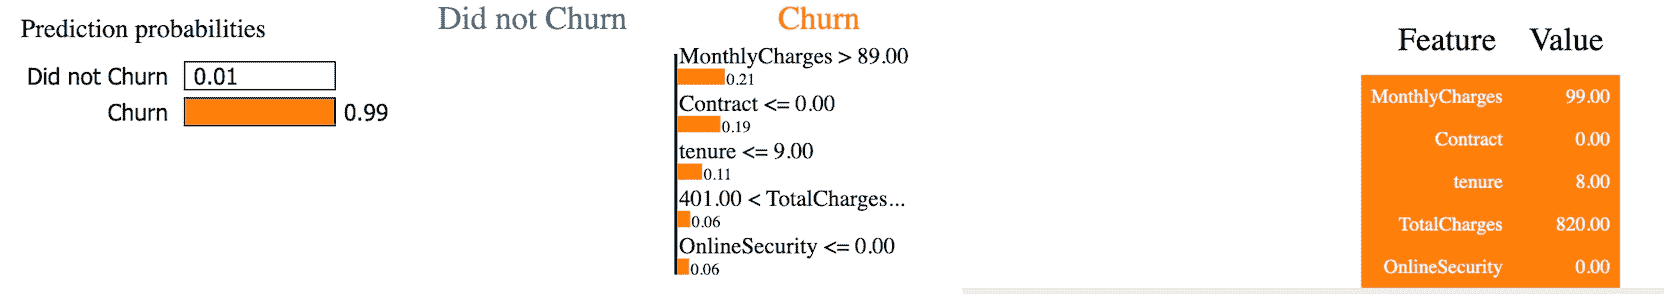 Prediction probabilities
Did not Churn 0.01
Churn 0.99
Did not Churn Churn
MonthlyCharges > 89.00
0.21
Contract <= 0.00
0.19
tenure <= 9.00
0.11
401.00 < TotalCharges...
0.06
OnlineSecurity <= 0.00
0.06
Feature Value
MonthlyCharges 99.00
Contract 0.00
tenure 8.00
TotalCharges 820.00
OnlineSecurity 0.00